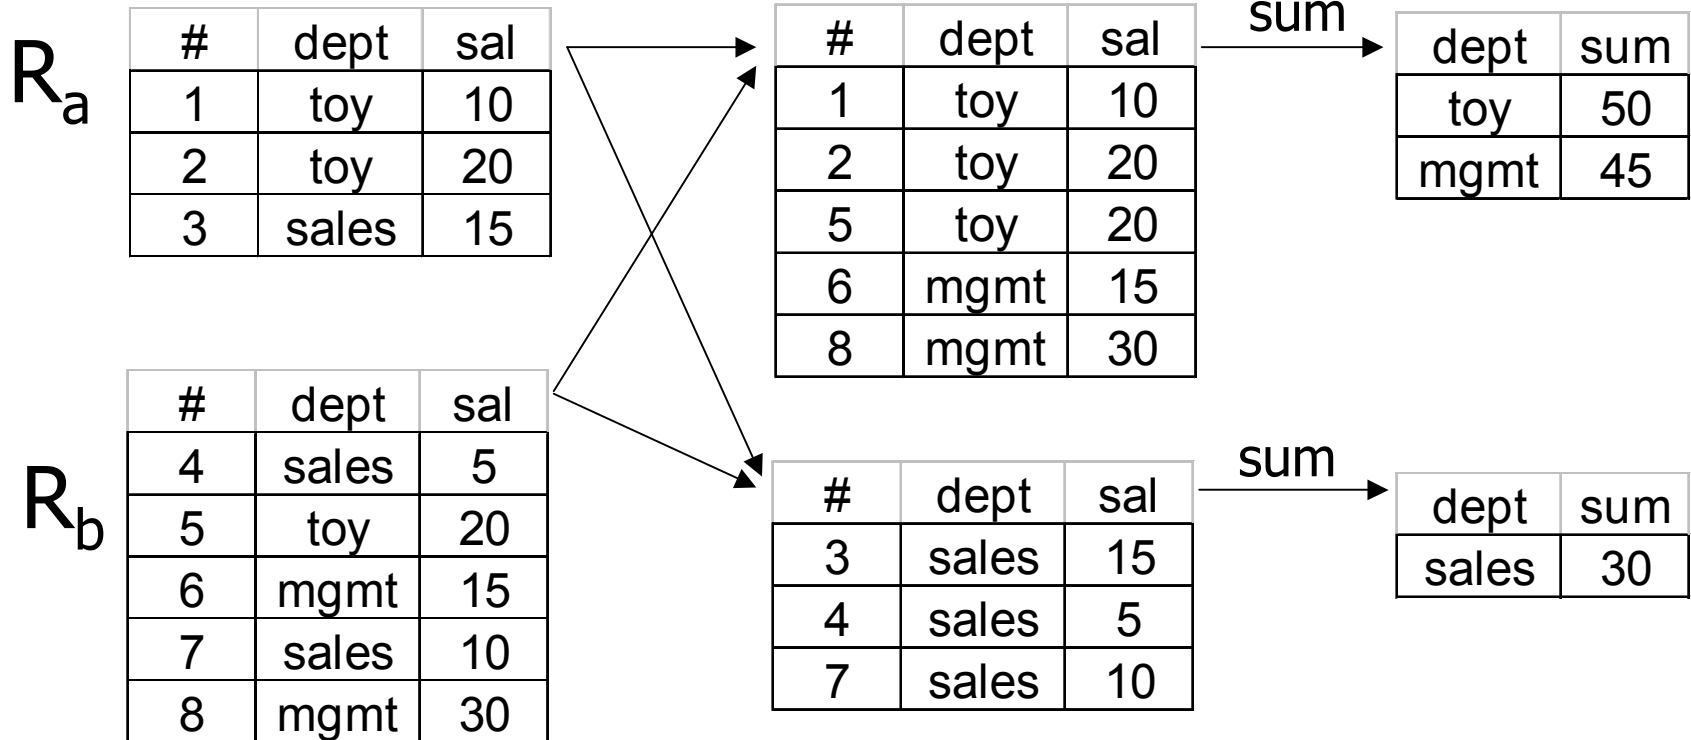 R_a
# dept sal
1 toy 10
2 toy 20
3 sales 15
R_b
# dept sal
4 sales 5
5 toy 20
6 mgmt 15
7 sales 10
8 mgmt 30
# dept sal
1 toy 10
2 toy 20
5 toy 20
6 mgmt 15
8 mgmt 30
# dept sal
3 sales 15
4 sales 5
7 sales 10
sum
dept sum
toy 50
mgmt 45
sum
dept sum
sales 30